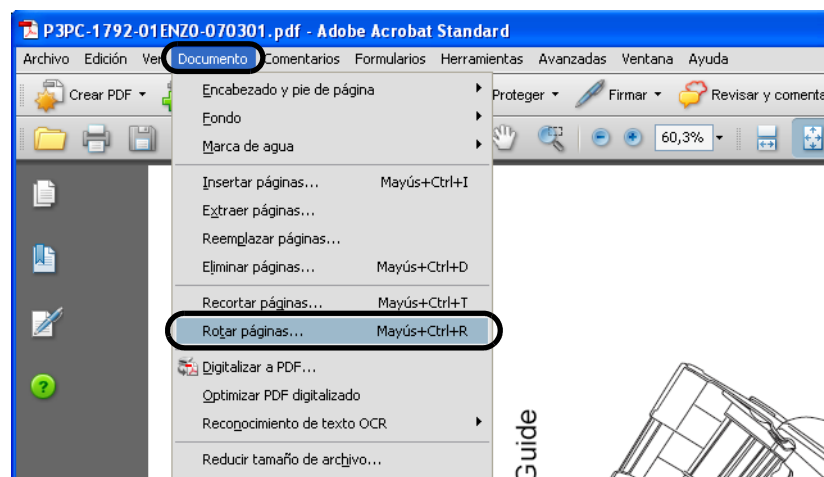 P3PC-1792-01ENZ0-070301.pdf - Adobe Acrobat Standard
Archivo Edición Ver Documento Comentarios Formularios Herramientas Avanzadas Ventana Ayuda
Crear PDF Proteger Firmar Revisar y comenta
60,3%
Encabezado y pie de página
Fondo
Marca de agua
Insertar páginas... Mayús+Ctrl+I
Extraer páginas...
Reemplazar páginas...
Eliminar páginas... Mayús+Ctrl+D
Recortar páginas... Mayús+Ctrl+T
Rotar páginas... Mayús+Ctrl+R
Digitalizar a PDF...
Optimizar PDF digitalizado
Reconocimiento de texto OCR
Reducir tamaño de archivo...
Guide